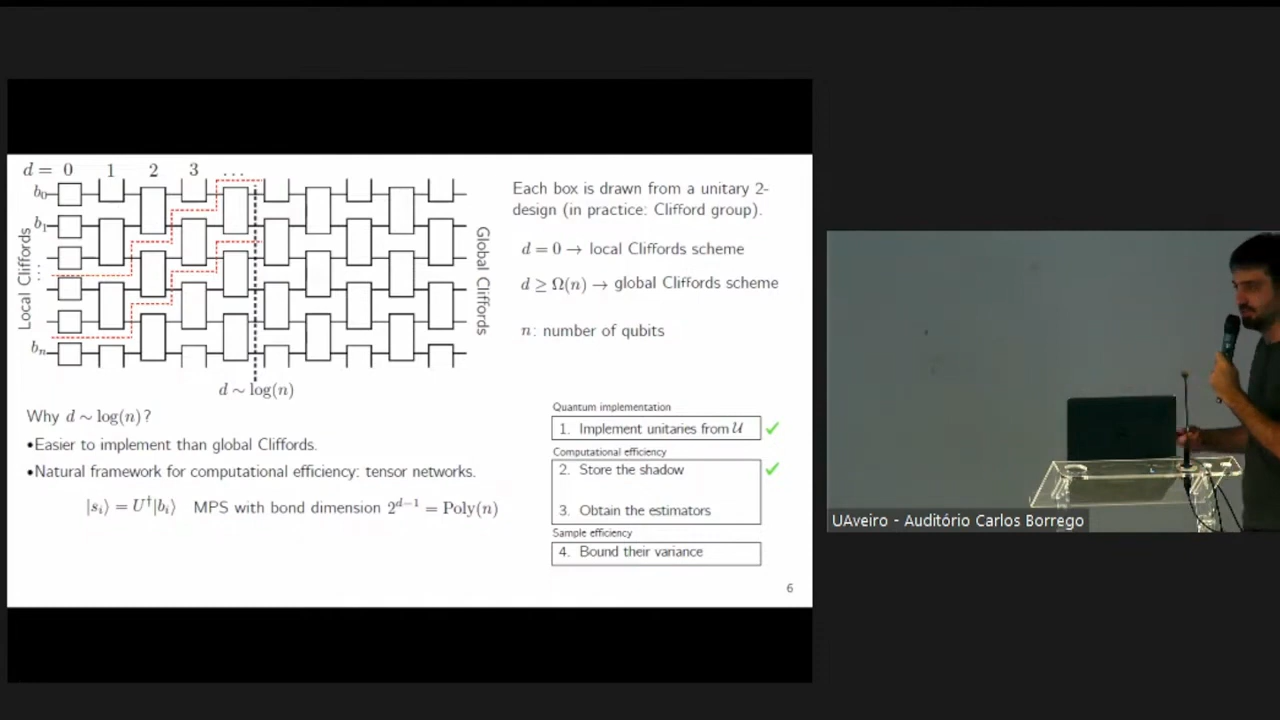 d = 0 1 2 3 ...
b₀
b₁
⋮
bₙ
Local Cliffords
Global Cliffords
d ∼ log(n)
Each box is drawn from a unitary 2-
design (in practice: Clifford group).
d = 0 → local Cliffords scheme
d ≥ Ω(n) → global Cliffords scheme
n: number of qubits
Why d ∼ log(n)?
•Easier to implement than global Cliffords.
•Natural framework for computational efficiency: tensor networks.
|sᵢ⟩ = U†|bᵢ⟩ MPS with bond dimension 2^{d−1} = Poly(n)
Quantum implementation
1. Implement unitaries from 𝒰 ✓
Computational efficiency
2. Store the shadow ✓
3. Obtain the estimators
Sample efficiency
4. Bound their variance
6
UAveiro - Auditório Carlos Borrego